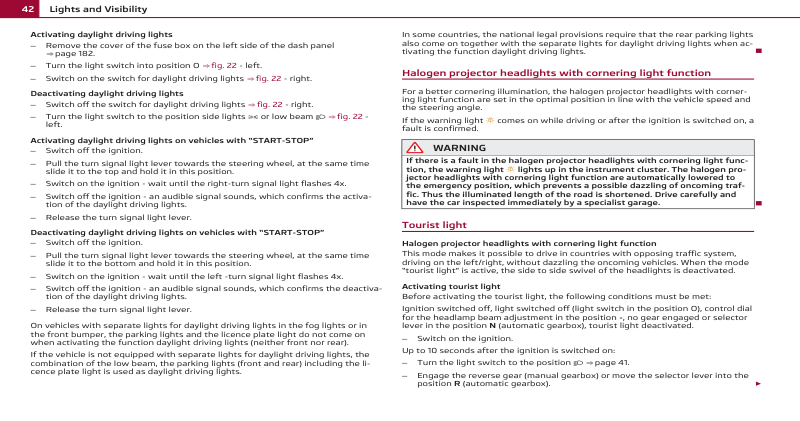 42 Lights and Visibility
Activating daylight driving lights
– Remove the cover of the fuse box on the left side of the dash panel
⇒ page 182.
– Turn the light switch into position O ⇒ fig. 22 - left.
– Switch on the switch for daylight driving lights ⇒ fig. 22 - right.
Deactivating daylight driving lights
– Switch off the switch for daylight driving lights ⇒ fig. 22 - right.
– Turn the light switch to the position side lights or low beam ⇒ fig. 22 -
left.
Activating daylight driving lights on vehicles with "START-STOP"
– Switch off the ignition.
– Pull the turn signal light lever towards the steering wheel, at the same time
slide it to the top and hold it in this position.
– Switch on the ignition - wait until the right-turn signal light flashes 4x.
– Switch off the ignition - an audible signal sounds, which confirms the activa-
tion of the daylight driving lights.
– Release the turn signal light lever.
Deactivating daylight driving lights on vehicles with "START-STOP"
– Switch off the ignition.
– Pull the turn signal light lever towards the steering wheel, at the same time
slide it to the bottom and hold it in this position.
– Switch on the ignition - wait until the left -turn signal light flashes 4x.
– Switch off the ignition - an audible signal sounds, which confirms the deactiva-
tion of the daylight driving lights.
– Release the turn signal light lever.
On vehicles with separate lights for daylight driving lights in the fog lights or in
the front bumper, the parking lights and the licence plate light do not come on
when activating the function daylight driving lights (neither front nor rear).
If the vehicle is not equipped with separate lights for daylight driving lights, the
combination of the low beam, the parking lights (front and rear) including the li-
cence plate light is used as daylight driving lights.
In some countries, the national legal provisions require that the rear parking lights
also come on together with the separate lights for daylight driving lights when ac-
tivating the function daylight driving lights.
Halogen projector headlights with cornering light function
For a better cornering illumination, the halogen projector headlights with corner-
ing light function are set in the optimal position in line with the vehicle speed and
the steering angle.
If the warning light comes on while driving or after the ignition is switched on, a
fault is confirmed.
WARNING
If there is a fault in the halogen projector headlights with cornering light func-
tion, the warning light lights up in the instrument cluster. The halogen pro-
jector headlights with cornering light function are automatically lowered to
the emergency position, which prevents a possible dazzling of oncoming traf-
fic. Thus the illuminated length of the road is shortened. Drive carefully and
have the car inspected immediately by a specialist garage.
Tourist light
Halogen projector headlights with cornering light function
This mode makes it possible to drive in countries with opposing traffic system,
driving on the left/right, without dazzling the oncoming vehicles. When the mode
"tourist light" is active, the side to side swivel of the headlights is deactivated.
Activating tourist light
Before activating the tourist light, the following conditions must be met:
Ignition switched off, light switched off (light switch in the position O), control dial
for the headlamp beam adjustment in the position -, no gear engaged or selector
lever in the position N (automatic gearbox), tourist light deactivated.
– Switch on the ignition.
Up to 10 seconds after the ignition is switched on:
– Turn the light switch to the position ⇒ page 41.
– Engage the reverse gear (manual gearbox) or move the selector lever into the
position R (automatic gearbox).